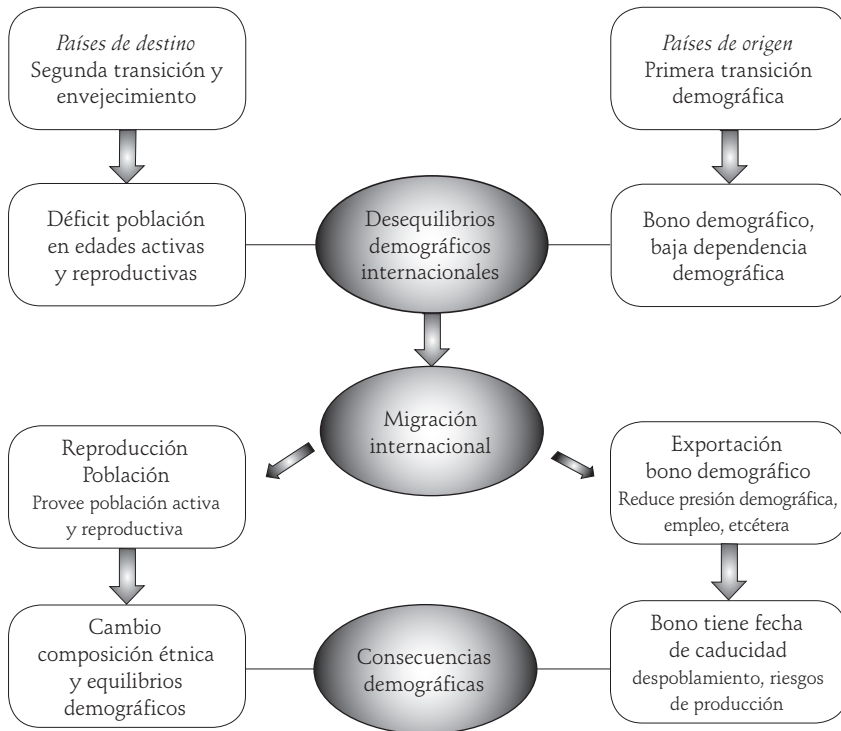 Países de destino
Segunda transición y
envejecimiento
Países de origen
Primera transición
demográfica
Déficit población
en edades activas
y reproductivas
Desequilibrios
demográficos
internacionales
Bono demográfico,
baja dependencia
demográfica
Migración
internacional
Reproducción
Población
Provee población activa
y reproductiva
Exportación
bono demográfico
Reduce presión demográfica,
empleo, etcétera
Cambio
composición étnica
y equilibrios
demográficos
Consecuencias
demográficas
Bono tiene fecha
de caducidad
despoblamiento, riesgos
de producción